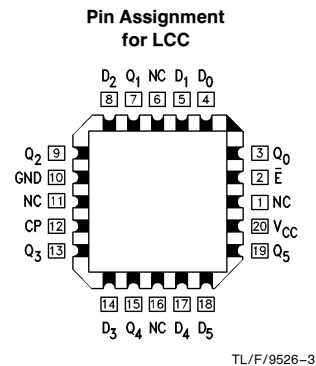 Pin Assignment
for LCC
D2 Q1 NC D1 D0
8 7 6 5 4
Q2 9
GND 10
NC 11
CP 12
Q3 13
3 Q0
2 E̅
1 NC
20 VCC
19 Q5
14 15 16 17 18
D3 Q4 NC D4 D5
TL/F/9526–3